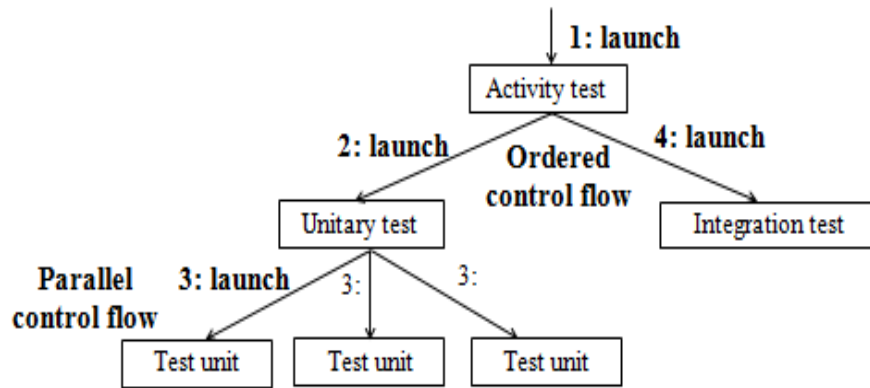 1: launch
Activity test
2: launch
Ordered
control flow
4: launch
Unitary test
Integration test
Parallel
control flow
3: launch
3:
3:
Test unit
Test unit
Test unit